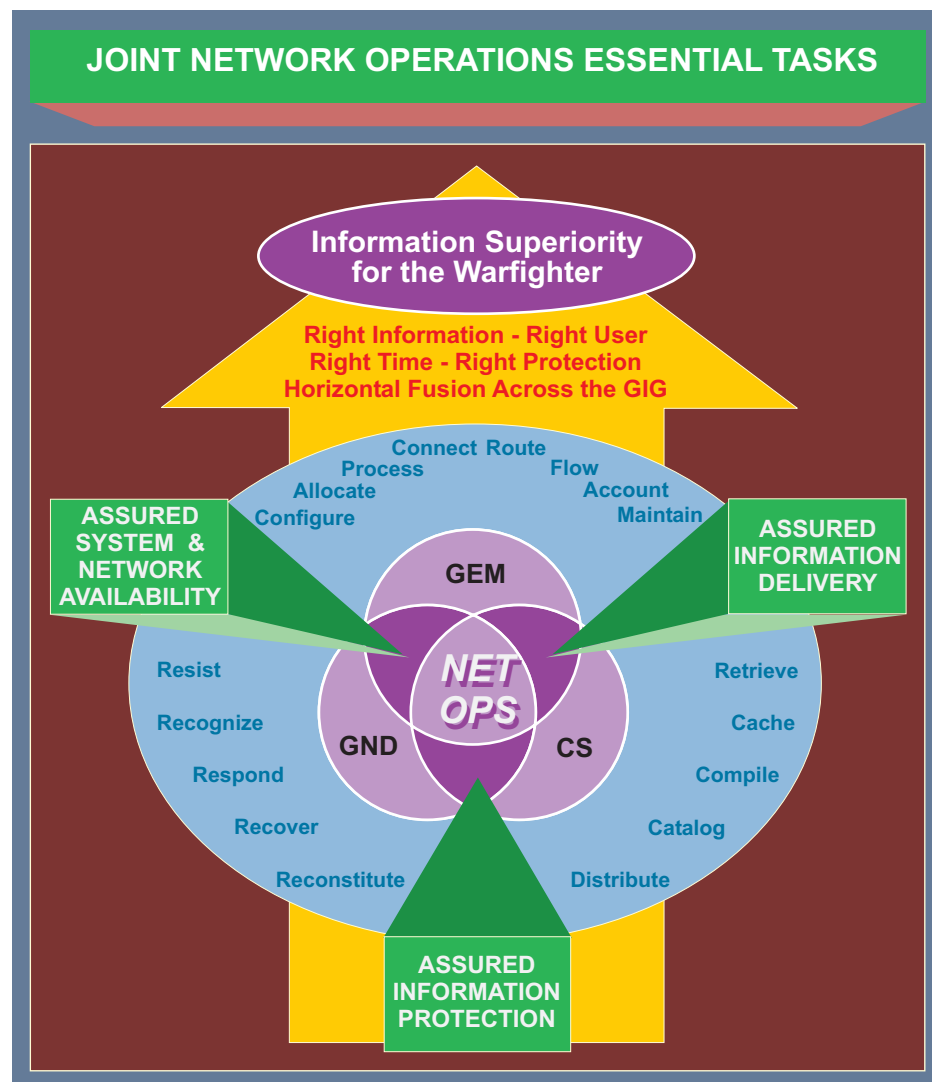 JOINT NETWORK OPERATIONS ESSENTIAL TASKS
Information Superiority
for the Warfighter
Right Information - Right User
Right Time - Right Protection
Horizontal Fusion Across the GIG
Connect Route
Process
Flow
Allocate
Account
Configure
Maintain
ASSURED
SYSTEM &
NETWORK
AVAILABILITY
ASSURED
INFORMATION
DELIVERY
GEM
NET
OPS
GND
CS
Resist
Recognize
Respond
Recover
Reconstitute
Retrieve
Cache
Compile
Catalog
Distribute
ASSURED
INFORMATION
PROTECTION